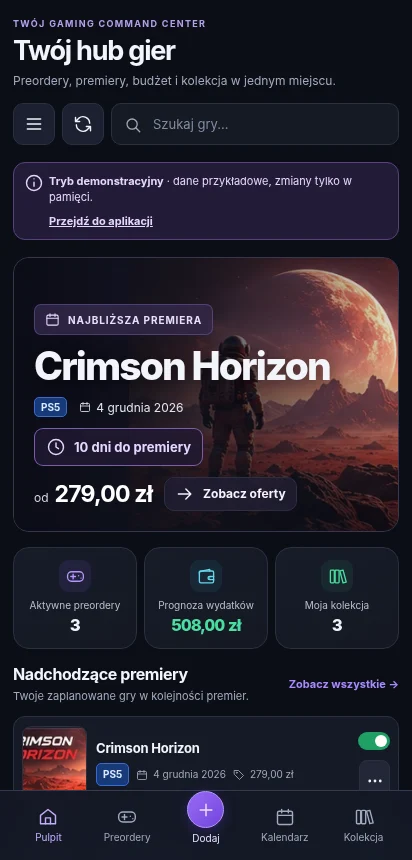 TWÓJ GAMING COMMAND CENTER
Twój hub gier
Preordery, premiery, budżet i kolekcja w jednym miejscu.
Szukaj gry...
Tryb demonstracyjny · dane przykładowe, zmiany tylko w
pamięci.
Przejdź do aplikacji
NAJBLIŻSZA PREMIERA
Crimson Horizon
PS5 4 grudnia 2026
10 dni do premiery
od 279,00 zł → Zobacz oferty
Aktywne preordery
3
Prognoza wydatków
508,00 zł
Moja kolekcja
3
Nadchodzące premiery
Twoje zaplanowane gry w kolejności premier.
Zobacz wszystkie →
CRIMSON
HORIZON
Crimson Horizon
PS5 4 grudnia 2026 279,00 zł
...
Pulpit
Preordery
Dodaj
Kalendarz
Kolekcja